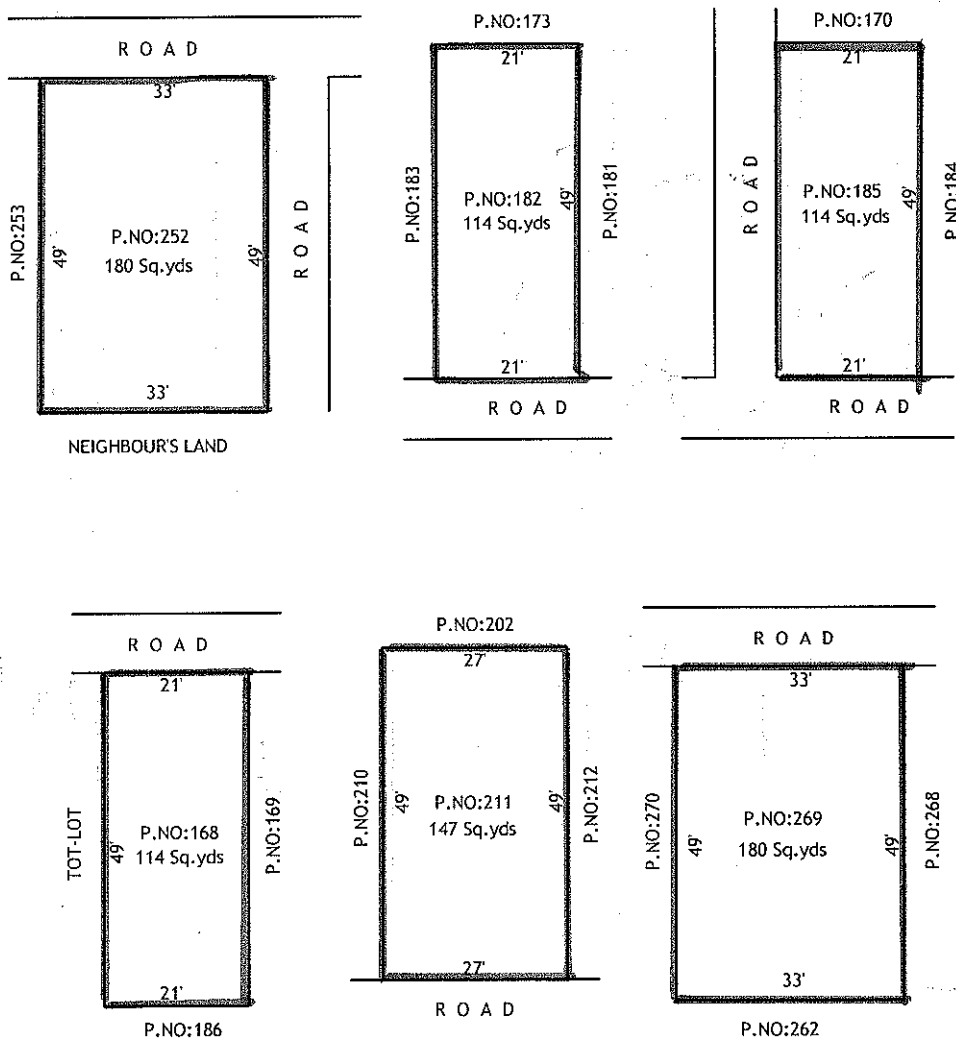 ROAD
33'
P.NO:253
49'
P.NO:252
180 Sq.yds
49'
ROAD
33'
NEIGHBOUR'S LAND
P.NO:173
21'
P.NO:183
P.NO:182
114 Sq.yds
49'
P.NO:181
21'
ROAD
P.NO:170
21'
ROAD
P.NO:185
114 Sq.yds
49'
P.NO:184
21'
ROAD
ROAD
21'
TOT-LOT
49'
P.NO:168
114 Sq.yds
P.NO:169
21'
P.NO:186
P.NO:202
27'
P.NO:210
49'
P.NO:211
147 Sq.yds
49'
P.NO:212
27'
ROAD
ROAD
33'
P.NO:270
49'
P.NO:269
180 Sq.yds
49'
P.NO:268
33'
P.NO:262